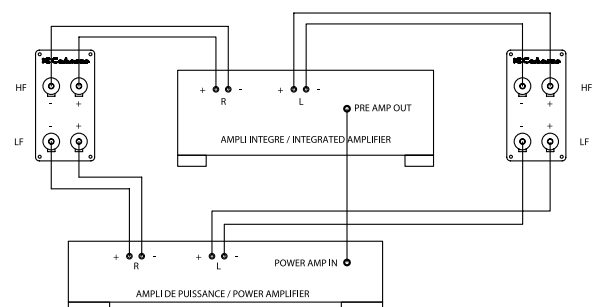 HF
- +
- +
LF
+ R -
+ L -
PRE AMP OUT
AMPLI INTEGRE / INTEGRATED AMPLIFIER
HF
- +
- +
LF
+ R -
+ L -
POWER AMP IN
AMPLI DE PUISSANCE / POWER AMPLIFIER